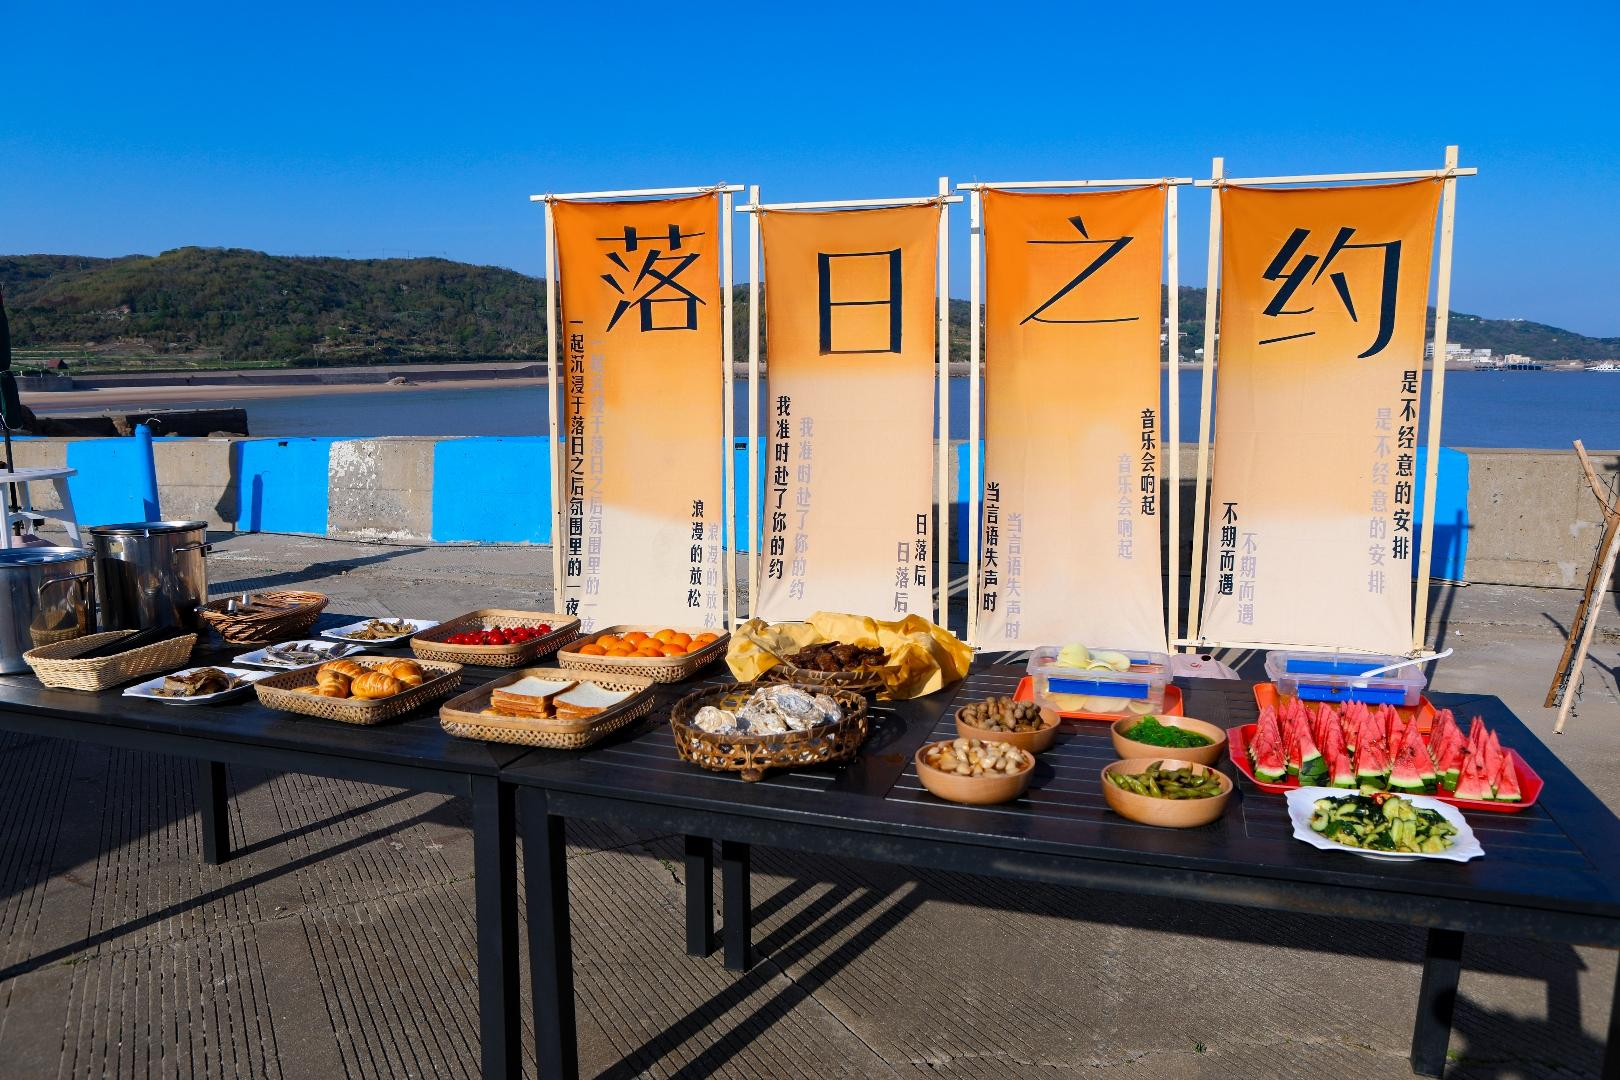 落日之约
一起沉浸于落日之后氛围里的一夜
一起沉浸于落日之后氛围里的一夜
浪漫的放松
浪漫的放松
我准时赴了你的约
我准时赴了你的约
日落后
日落后
当言语失声时
当言语失声时
音乐会响起
音乐会响起
不期而遇
不期而遇
是不经意的安排
是不经意的安排